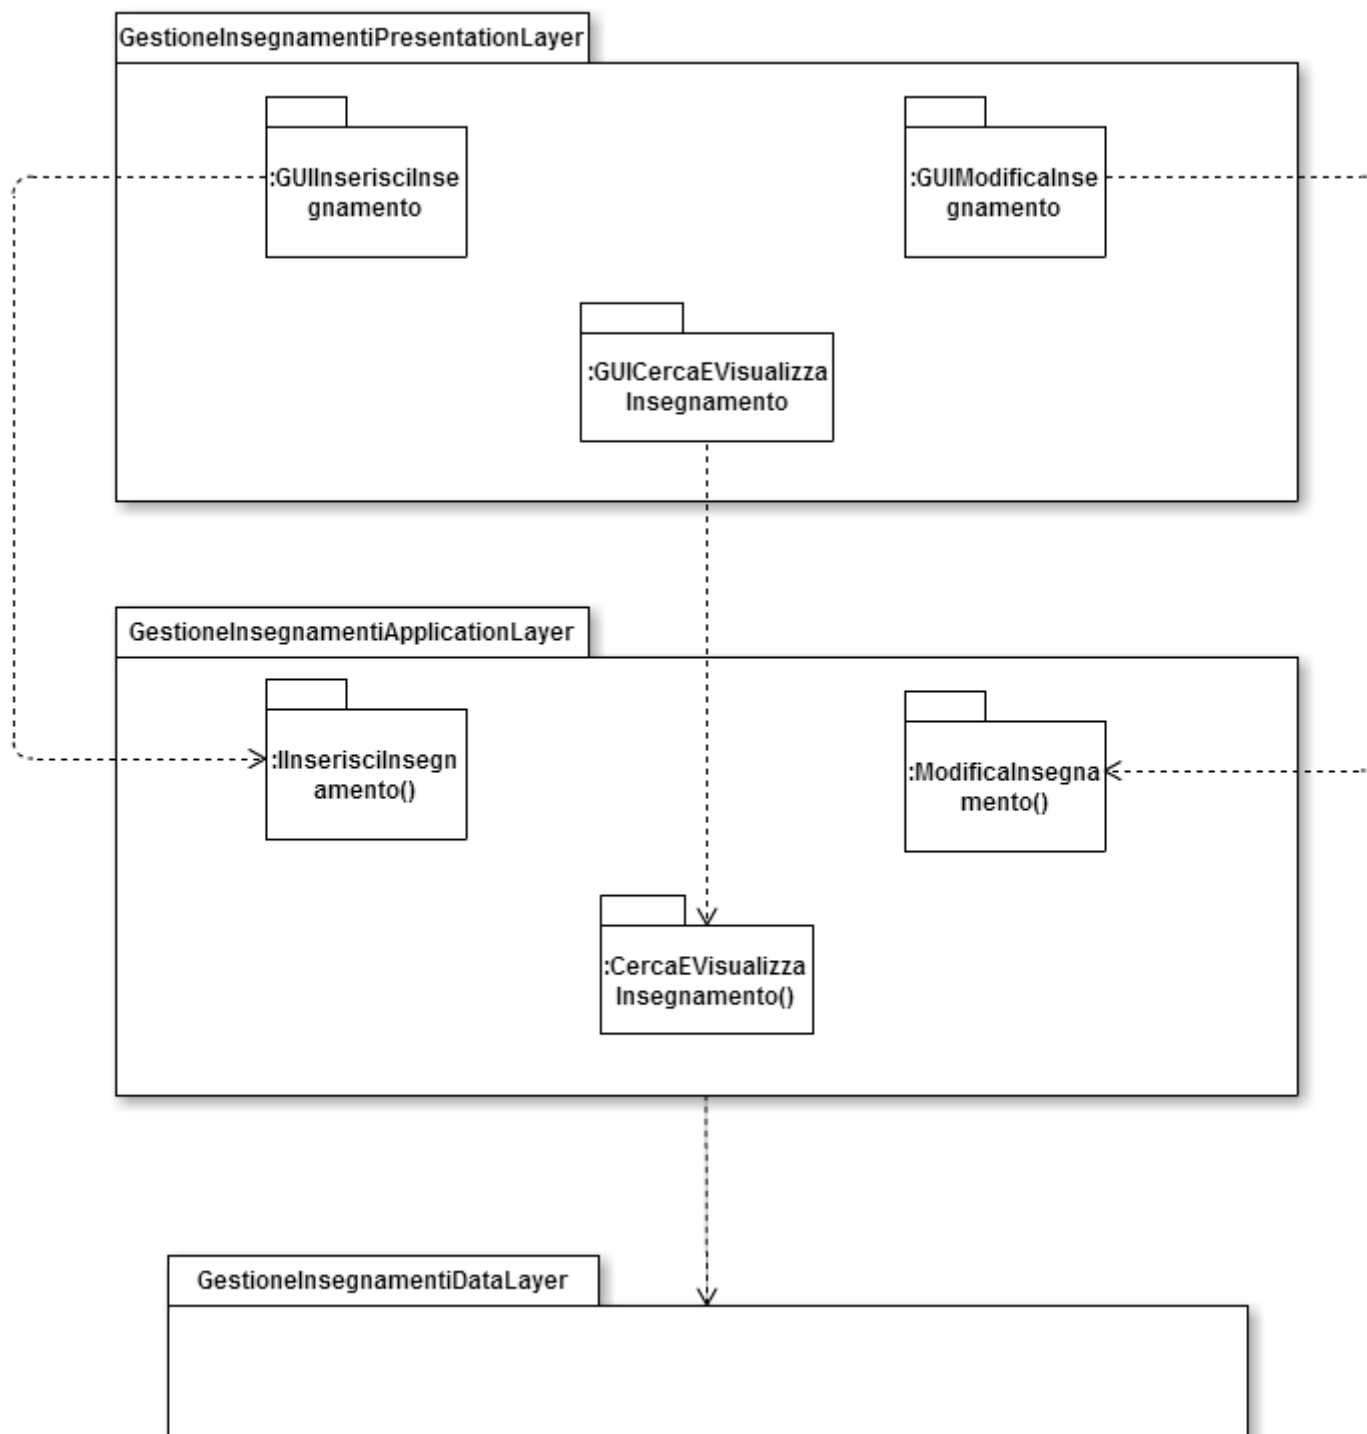 GestioneInsegnamentiPresentationLayer
:GUIInserisciInse
gnamento
:GUIModificaInse
gnamento
:GUICercaEVisualizza
Insegnamento
GestioneInsegnamentiApplicationLayer
:IInserisciInsegn
amento()
:ModificaInsegna
mento()
:CercaEVisualizza
Insegnamento()
GestioneInsegnamentiDataLayer